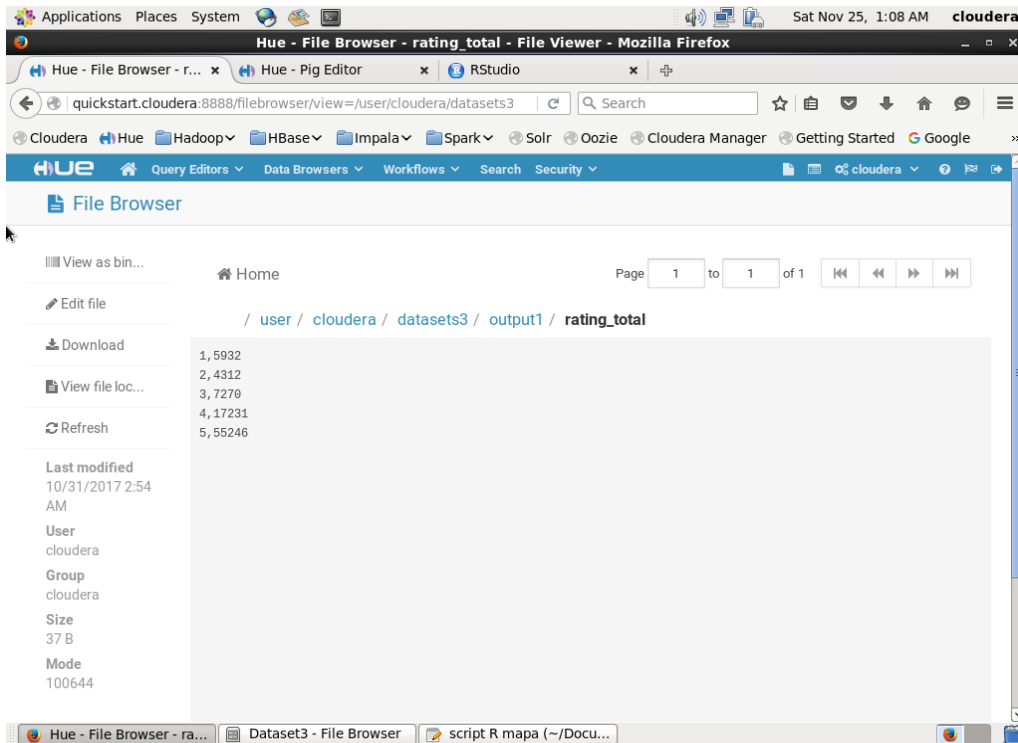 Applications Places System Sat Nov 25, 1:08 AM cloudera
Hue - File Browser - rating_total - File Viewer - Mozilla Firefox
Hue - File Browser - r... Hue - Pig Editor RStudio
quickstart.cloudera:8888/filebrowser/view=/user/cloudera/datasets3 Search
Cloudera Hue Hadoop HBase Impala Spark Solr Oozie Cloudera Manager Getting Started Google
HUE Query Editors Data Browsers Workflows Search Security cloudera
File Browser
View as bin...
Home Page 1 to 1 of 1
Edit file
/ user / cloudera / datasets3 / output1 / rating_total
Download
View file loc...
Refresh
1,5932
2,4312
3,7270
4,17231
5,55246
Last modified
10/31/2017 2:54
AM
User
cloudera
Group
cloudera
Size
37 B
Mode
100644
Hue - File Browser - ra... Dataset3 - File Browser script R mapa (~/Docu...